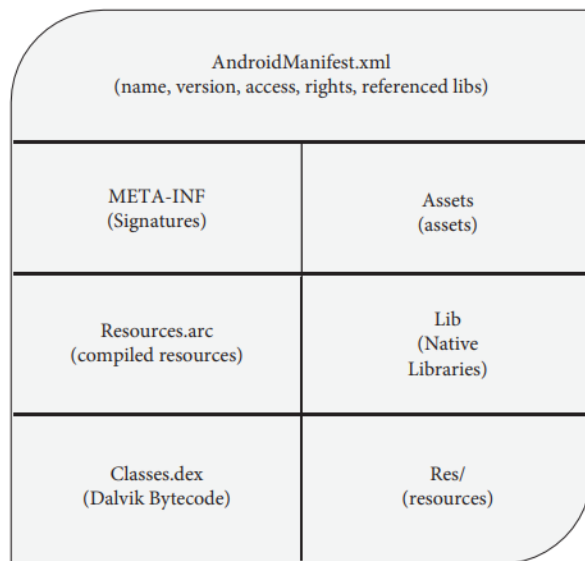 AndroidManifest.xml
(name, version, access, rights, referenced libs)
META-INF
(Signatures)
Assets
(assets)
Resources.arc
(compiled resources)
Lib
(Native
Libraries)
Classes.dex
(Dalvik Bytecode)
Res/
(resources)